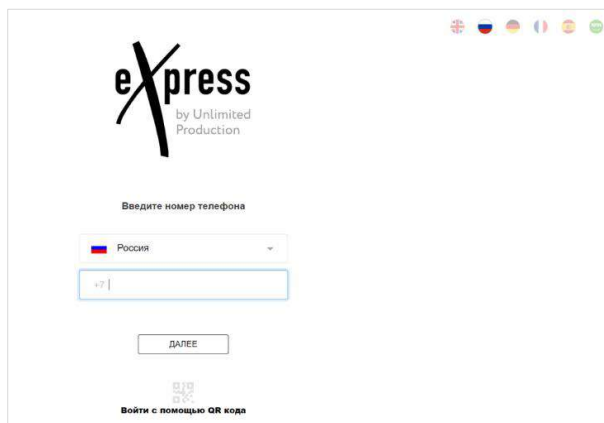 eXpress
by Unlimited
Production
Введите номер телефона
Россия
+7
ДАЛЕЕ
Войти с помощью QR кода